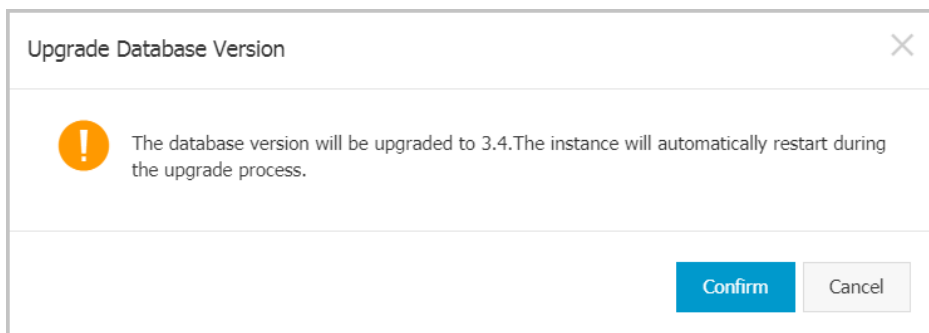 Upgrade Database Version
The database version will be upgraded to 3.4.The instance will automatically restart during
the upgrade process.
Confirm
Cancel